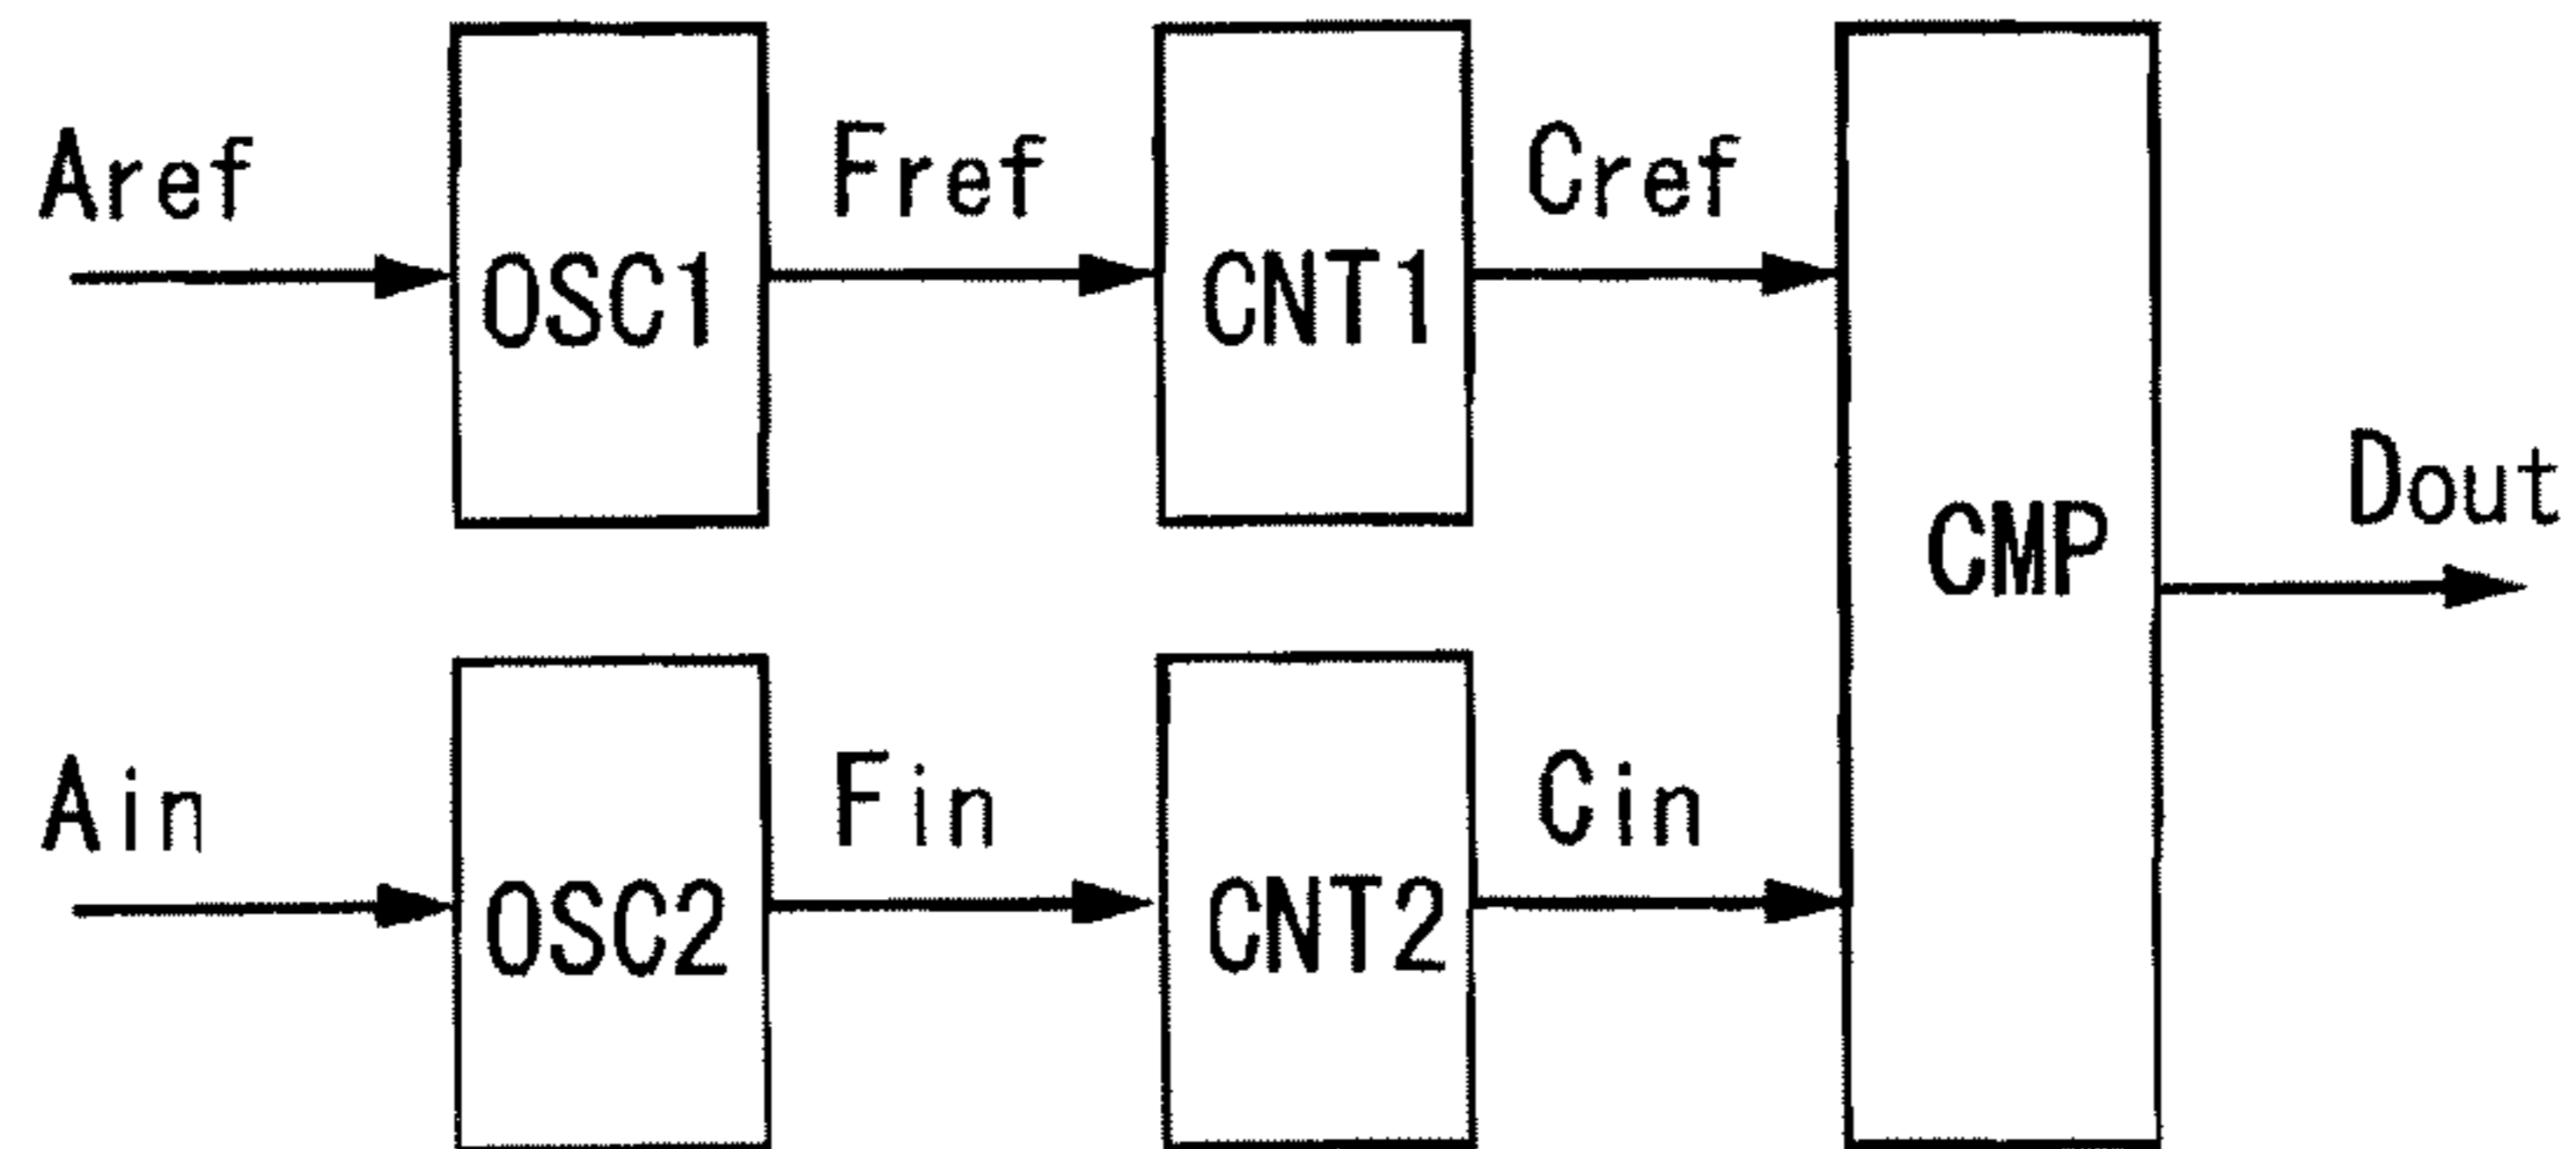 Aref
OSC1
Fref
CNT1
Cref
CMP
Dout
Ain
OSC2
Fin
CNT2
Cin